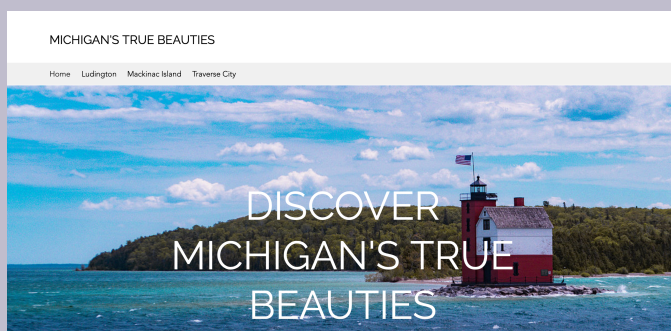 MICHIGAN'S TRUE BEAUTIES
Home Ludington Mackinac Island Traverse City
DISCOVER
MICHIGAN'S TRUE
BEAUTIES